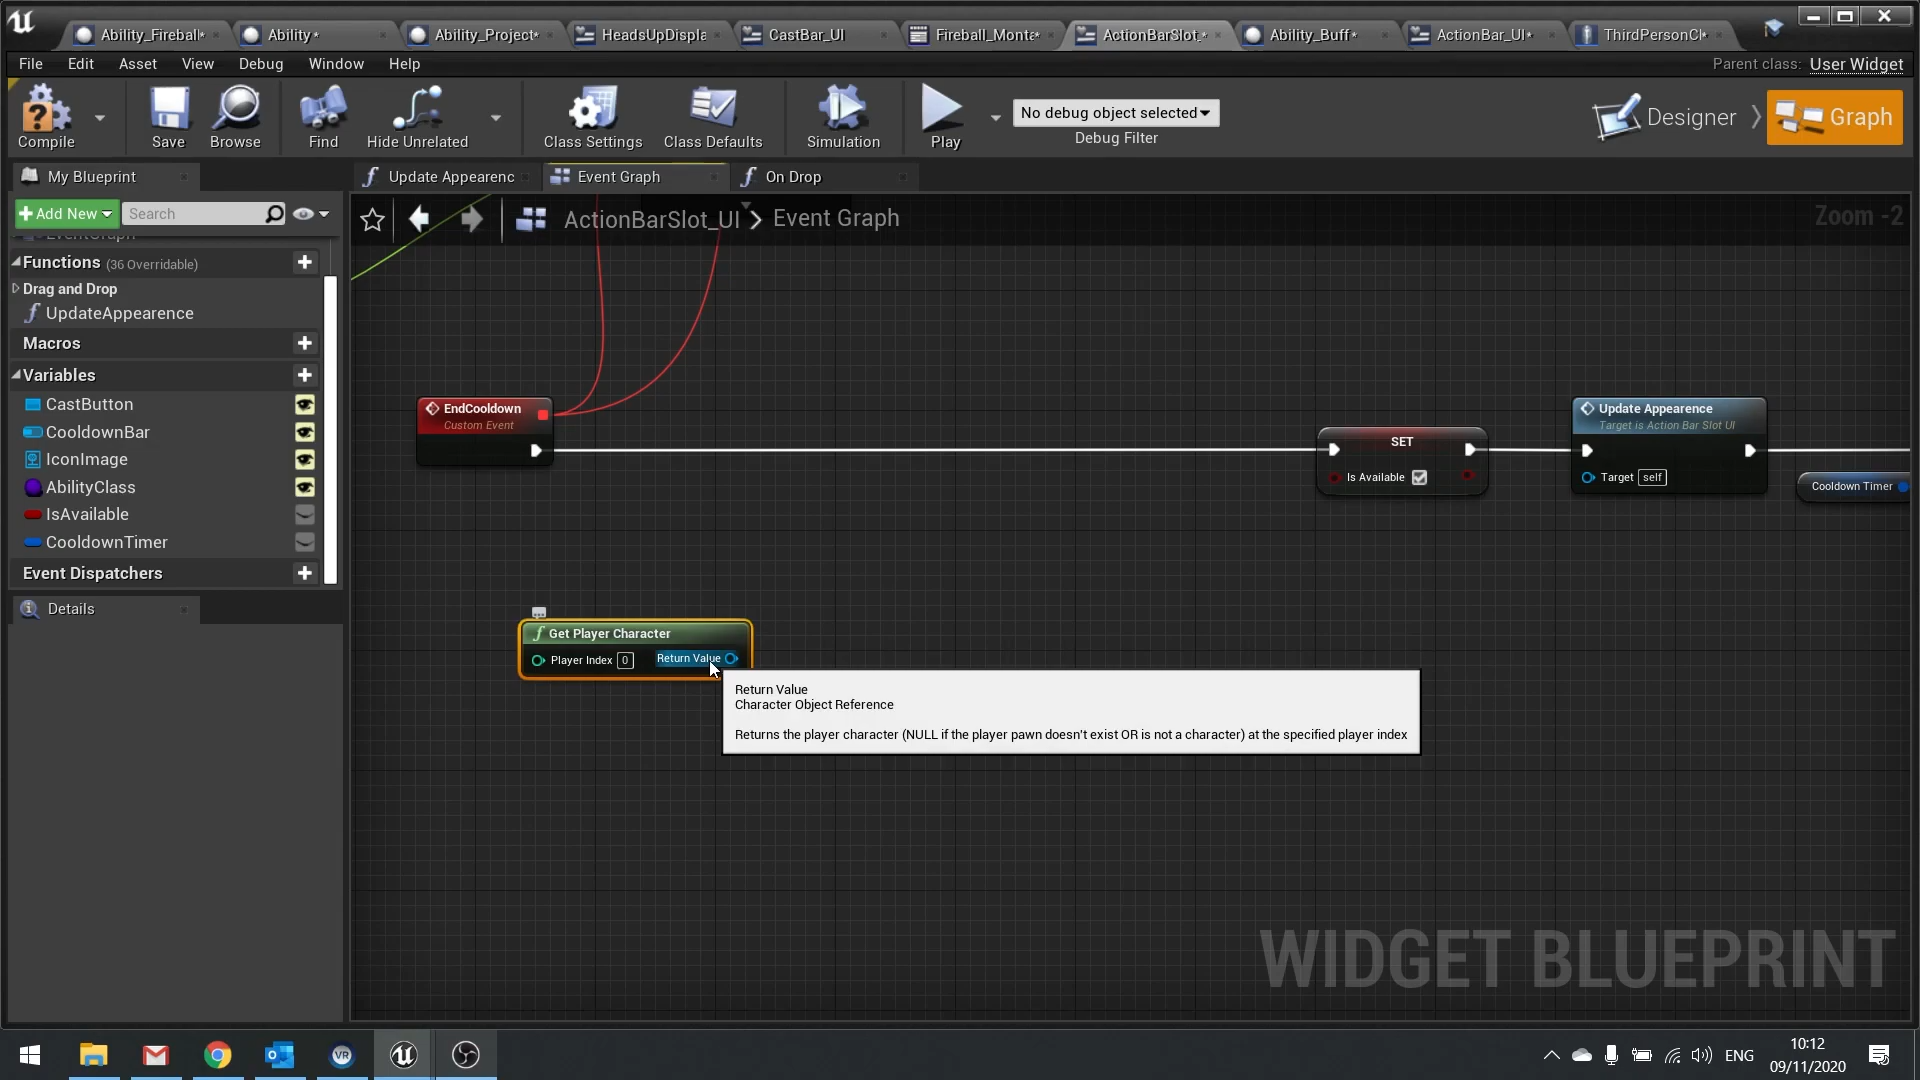 Ability_Fireball*
Ability*
Ability_Project*
HeadsUpDispla
CastBar_UI
Fireball_Monta*
ActionBarSlot_*
Ability_Buff*
ActionBar_UI*
ThirdPersonCl*
File
Edit
Asset
View
Debug
Window
Help
Parent class: User Widget
Compile
Save
Browse
Find
Hide Unrelated
Class Settings
Class Defaults
Simulation
Play
No debug object selected
Debug Filter
Designer
Graph
My Blueprint
Update Appearenc
Event Graph
On Drop
Add New
Search
EventGraph
Functions (36 Overridable)
Drag and Drop
UpdateAppearence
Macros
Variables
CastButton
CooldownBar
IconImage
AbilityClass
IsAvailable
CooldownTimer
Event Dispatchers
Details
ActionBarSlot_UI > Event Graph
Zoom -2
EndCooldown
Custom Event
SET
Is Available
Update Appearence
Target is Action Bar Slot UI
Target self
Cooldown Timer
Get Player Character
Player Index 0
Return Value
Return Value
Character Object Reference
Returns the player character (NULL if the player pawn doesn't exist OR is not a character) at the specified player index
WIDGET BLUEPRINT
VR
ENG
10:12
09/11/2020